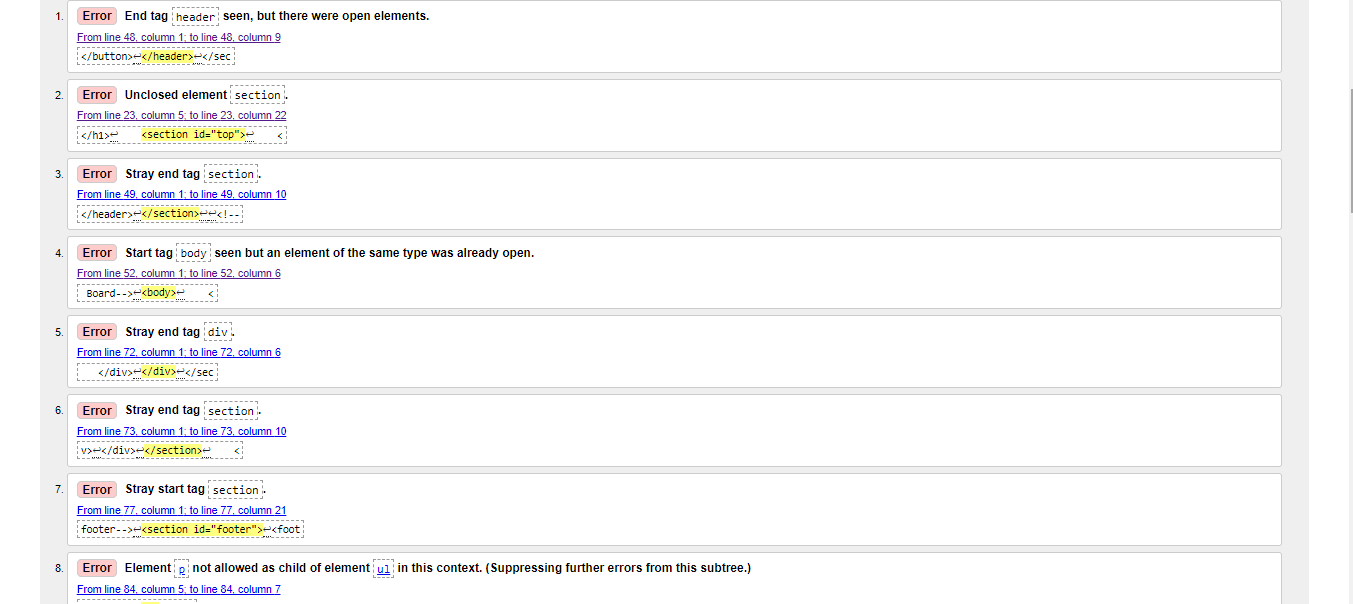 1. Error End tag header seen, but there were open elements.
From line 48, column 1; to line 48, column 9
</button>↩</header>↩</sec
2. Error Unclosed element section.
From line 23, column 5; to line 23, column 22
</h1>↩    <section id="top">↩    <
3. Error Stray end tag section.
From line 49, column 1; to line 49, column 10
</header>↩</section>↩↩<!--
4. Error Start tag body seen but an element of the same type was already open.
From line 52, column 1; to line 52, column 6
Board-->↩<body>↩    <
5. Error Stray end tag div.
From line 72, column 1; to line 72, column 6
</div>↩</div>↩</sec
6. Error Stray end tag section.
From line 73, column 1; to line 73, column 10
v>↩</div>↩</section>↩    <
7. Error Stray start tag section.
From line 77, column 1; to line 77, column 21
footer-->↩<section id="footer">↩<foot
8. Error Element p not allowed as child of element ul in this context. (Suppressing further errors from this subtree.)
From line 84, column 5; to line 84, column 7